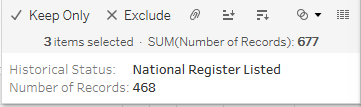 Keep Only Exclude
3 items selected · SUM(Number of Records): 677
Historical Status: National Register Listed
Number of Records: 468